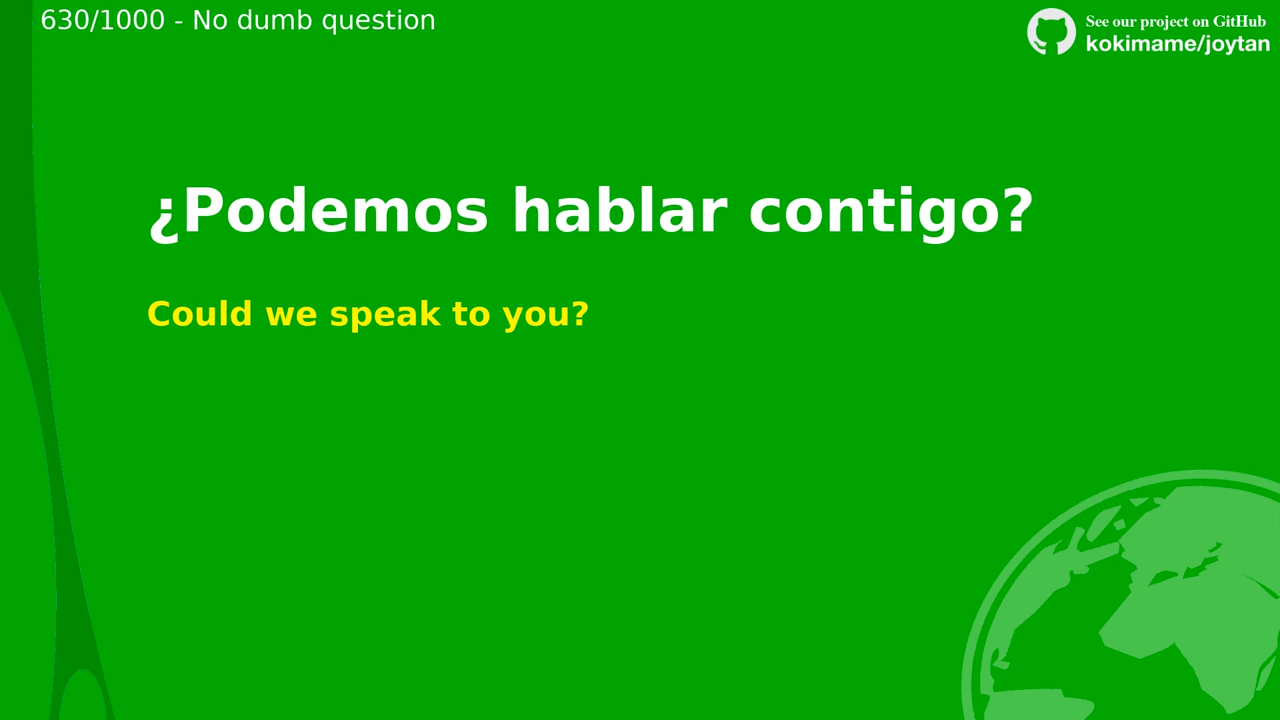 630/1000 - No dumb question
See our project on GitHub
kokimame/joytan
¿Podemos hablar contigo?
Could we speak to you?